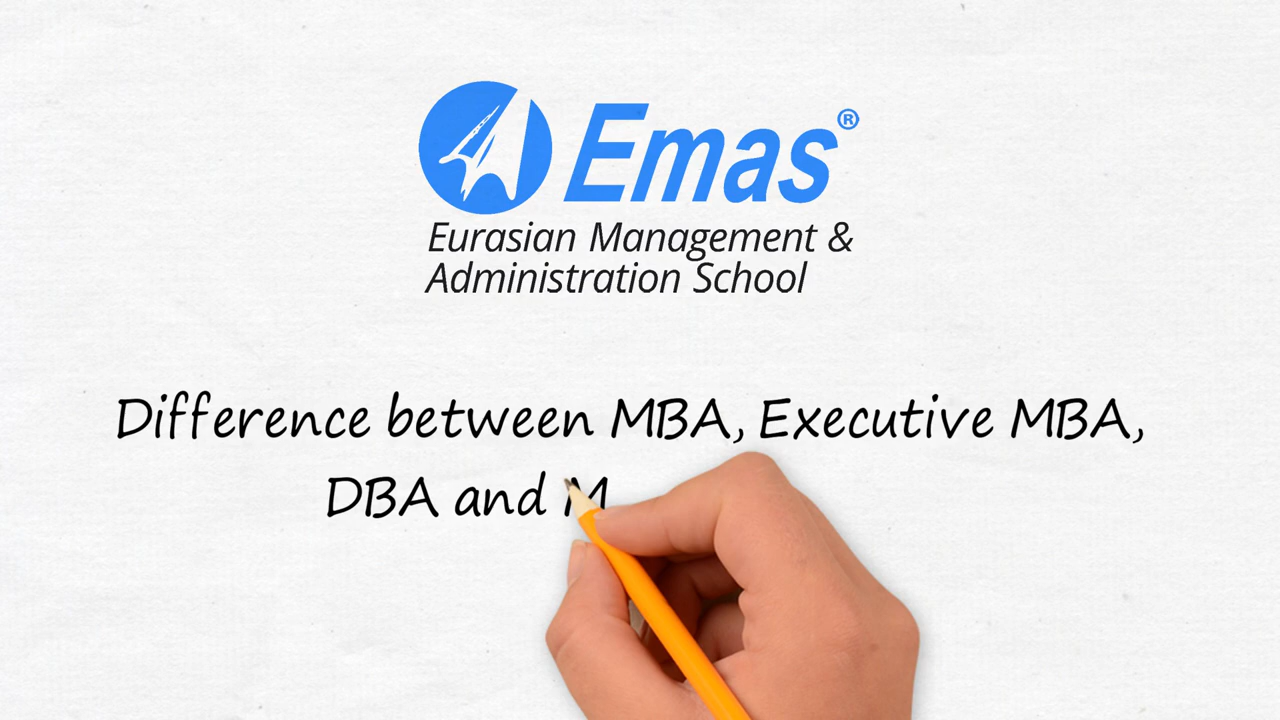 Emas®
Eurasian Management &
Administration School
Difference between MBA, Executive MBA,
DBA and M